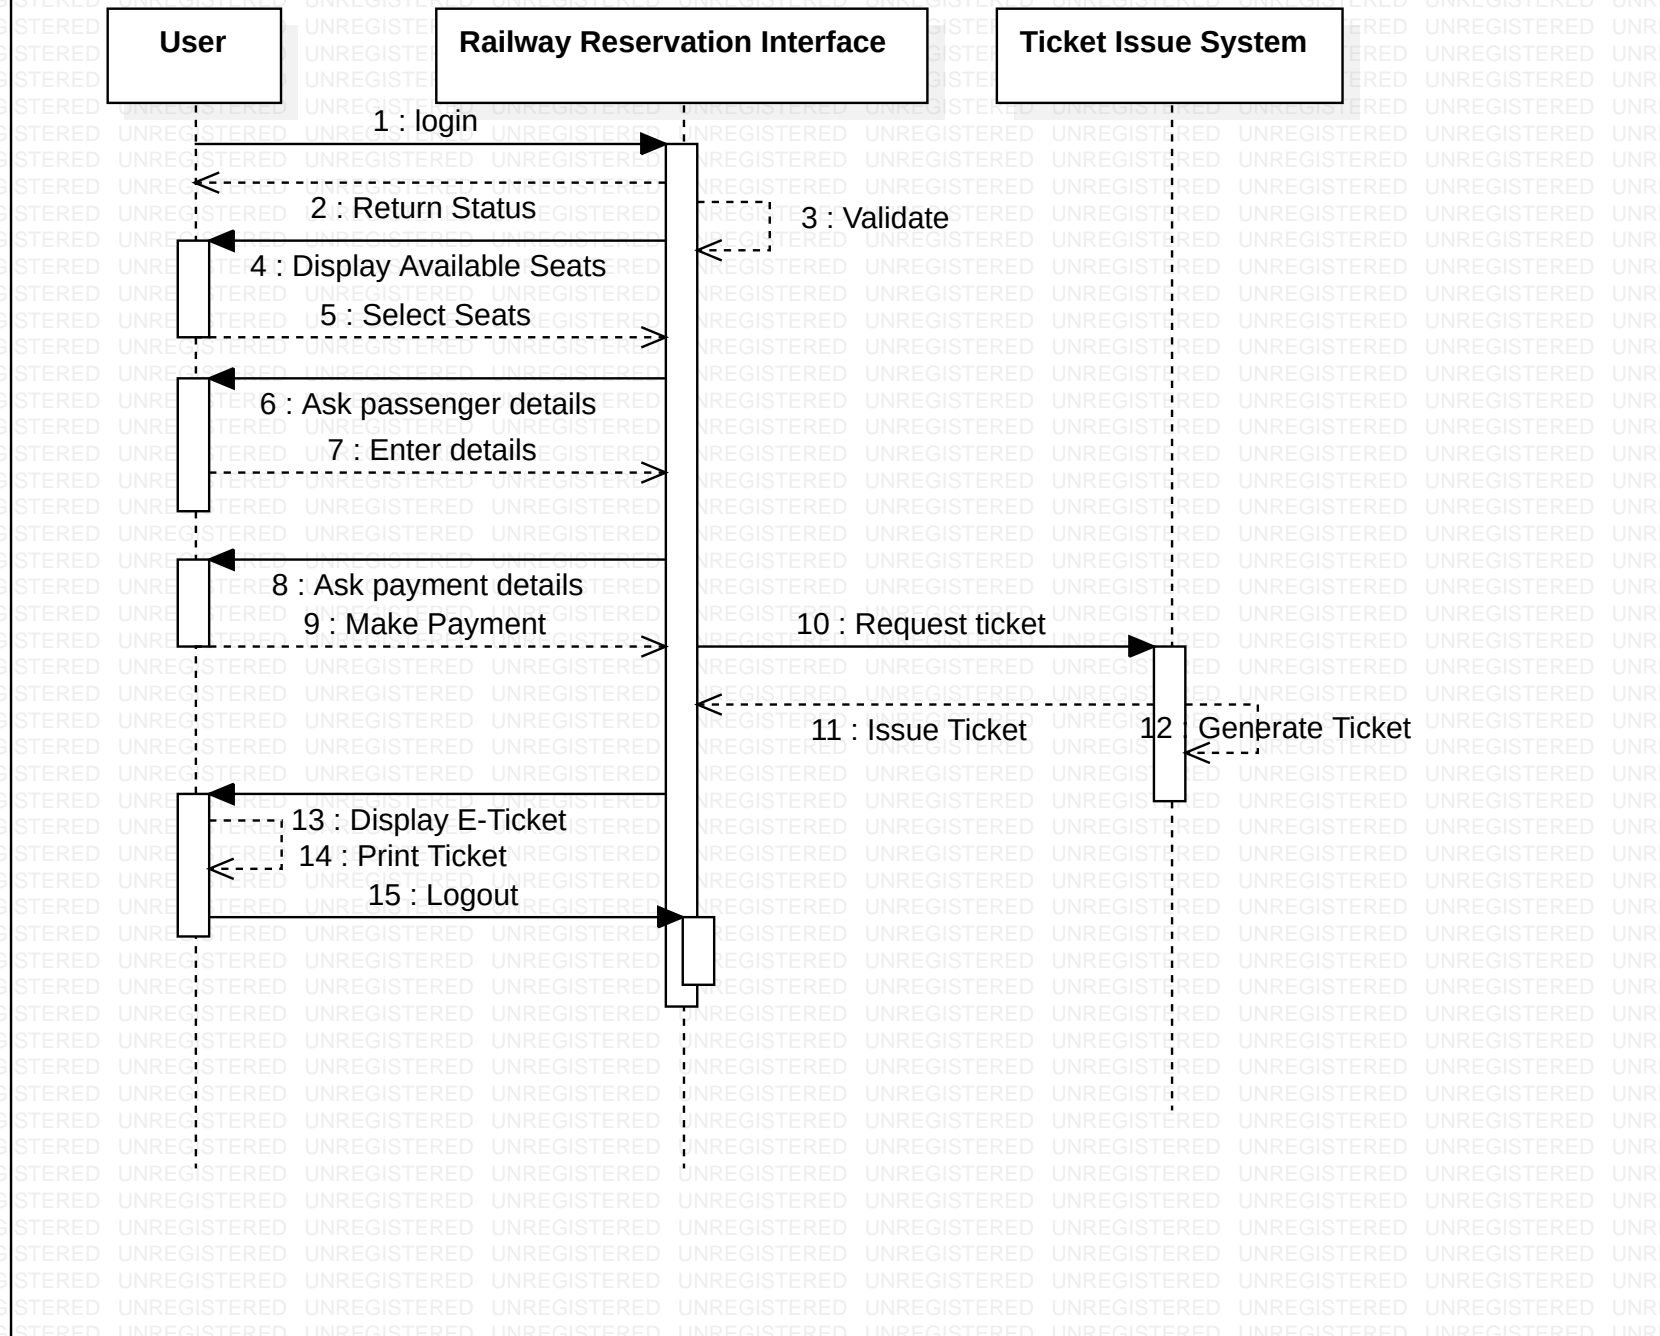 User
Railway Reservation Interface
Ticket Issue System
1 : login
2 : Return Status
3 : Validate
4 : Display Available Seats
5 : Select Seats
6 : Ask passenger details
7 : Enter details
8 : Ask payment details
9 : Make Payment
10 : Request ticket
11 : Issue Ticket
12 : Generate Ticket
13 : Display E-Ticket
14 : Print Ticket
15 : Logout
UNREGISTERED